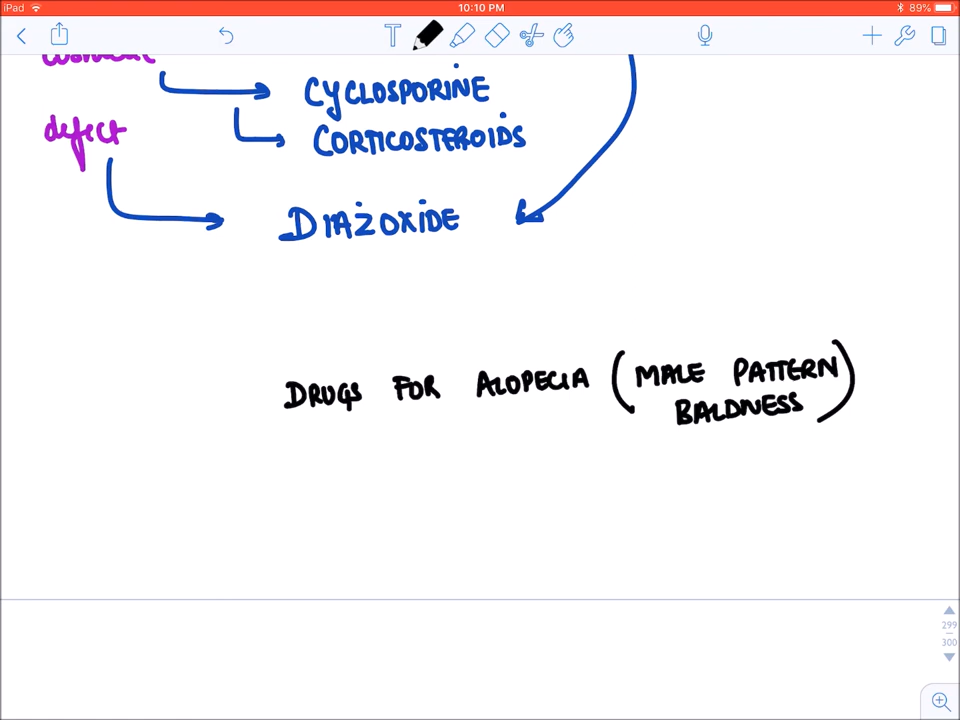 iPad 10:10 PM 89%
T
CYCLOSPORINE
defect
CORTICOSTEROIDS
DIAZOXIDE
DRUGS FOR ALOPECIA (MALE PATTERN
BALDNESS)
299
300